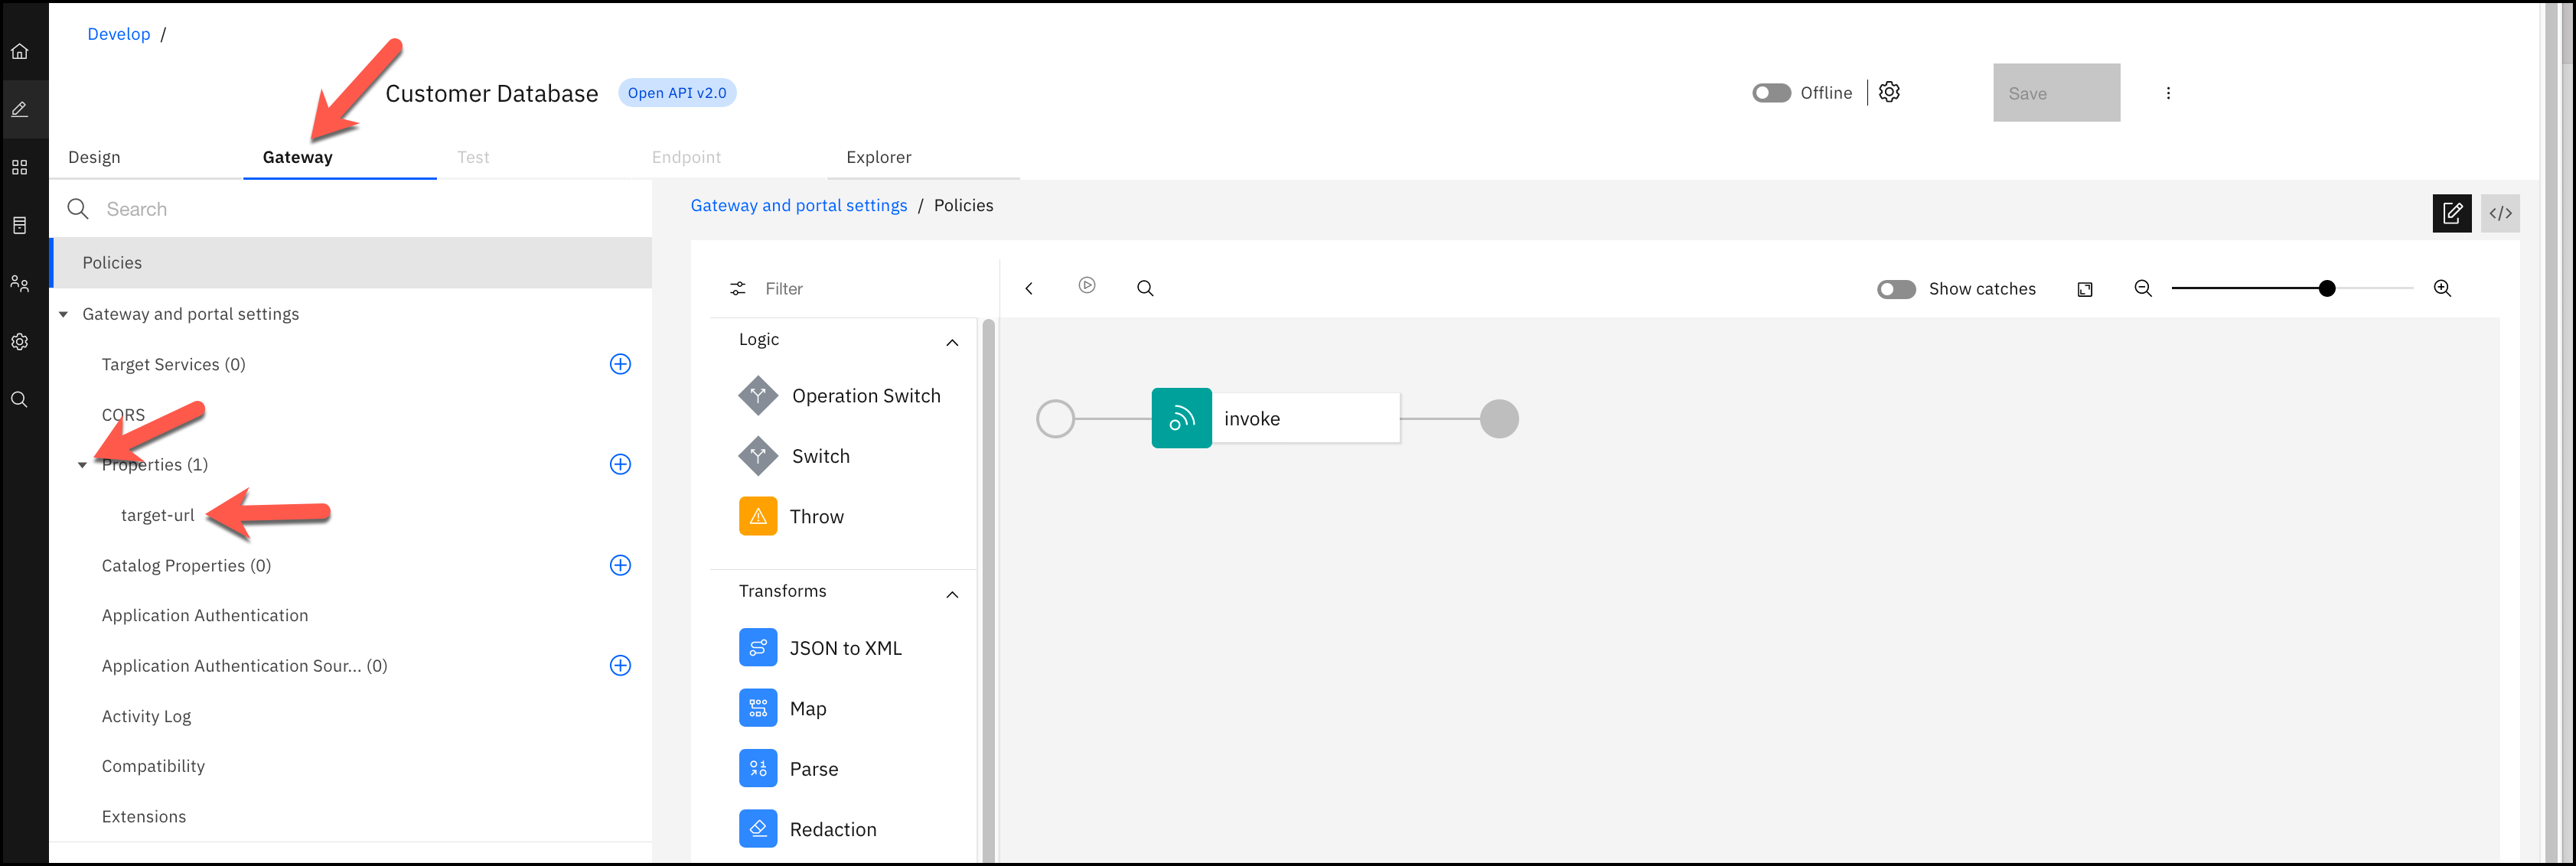 Develop /
Customer Database
Open API v2.0
Offline
Save
Design
Gateway
Test
Endpoint
Explorer
Search
Policies
Gateway and portal settings
Target Services (0)
CORS
Properties (1)
target-url
Catalog Properties (0)
Application Authentication
Application Authentication Sour... (0)
Activity Log
Compatibility
Extensions
Gateway and portal settings / Policies
</>
Filter
Show catches
Logic
Operation Switch
Switch
Throw
Transforms
JSON to XML
Map
Parse
Redaction
invoke